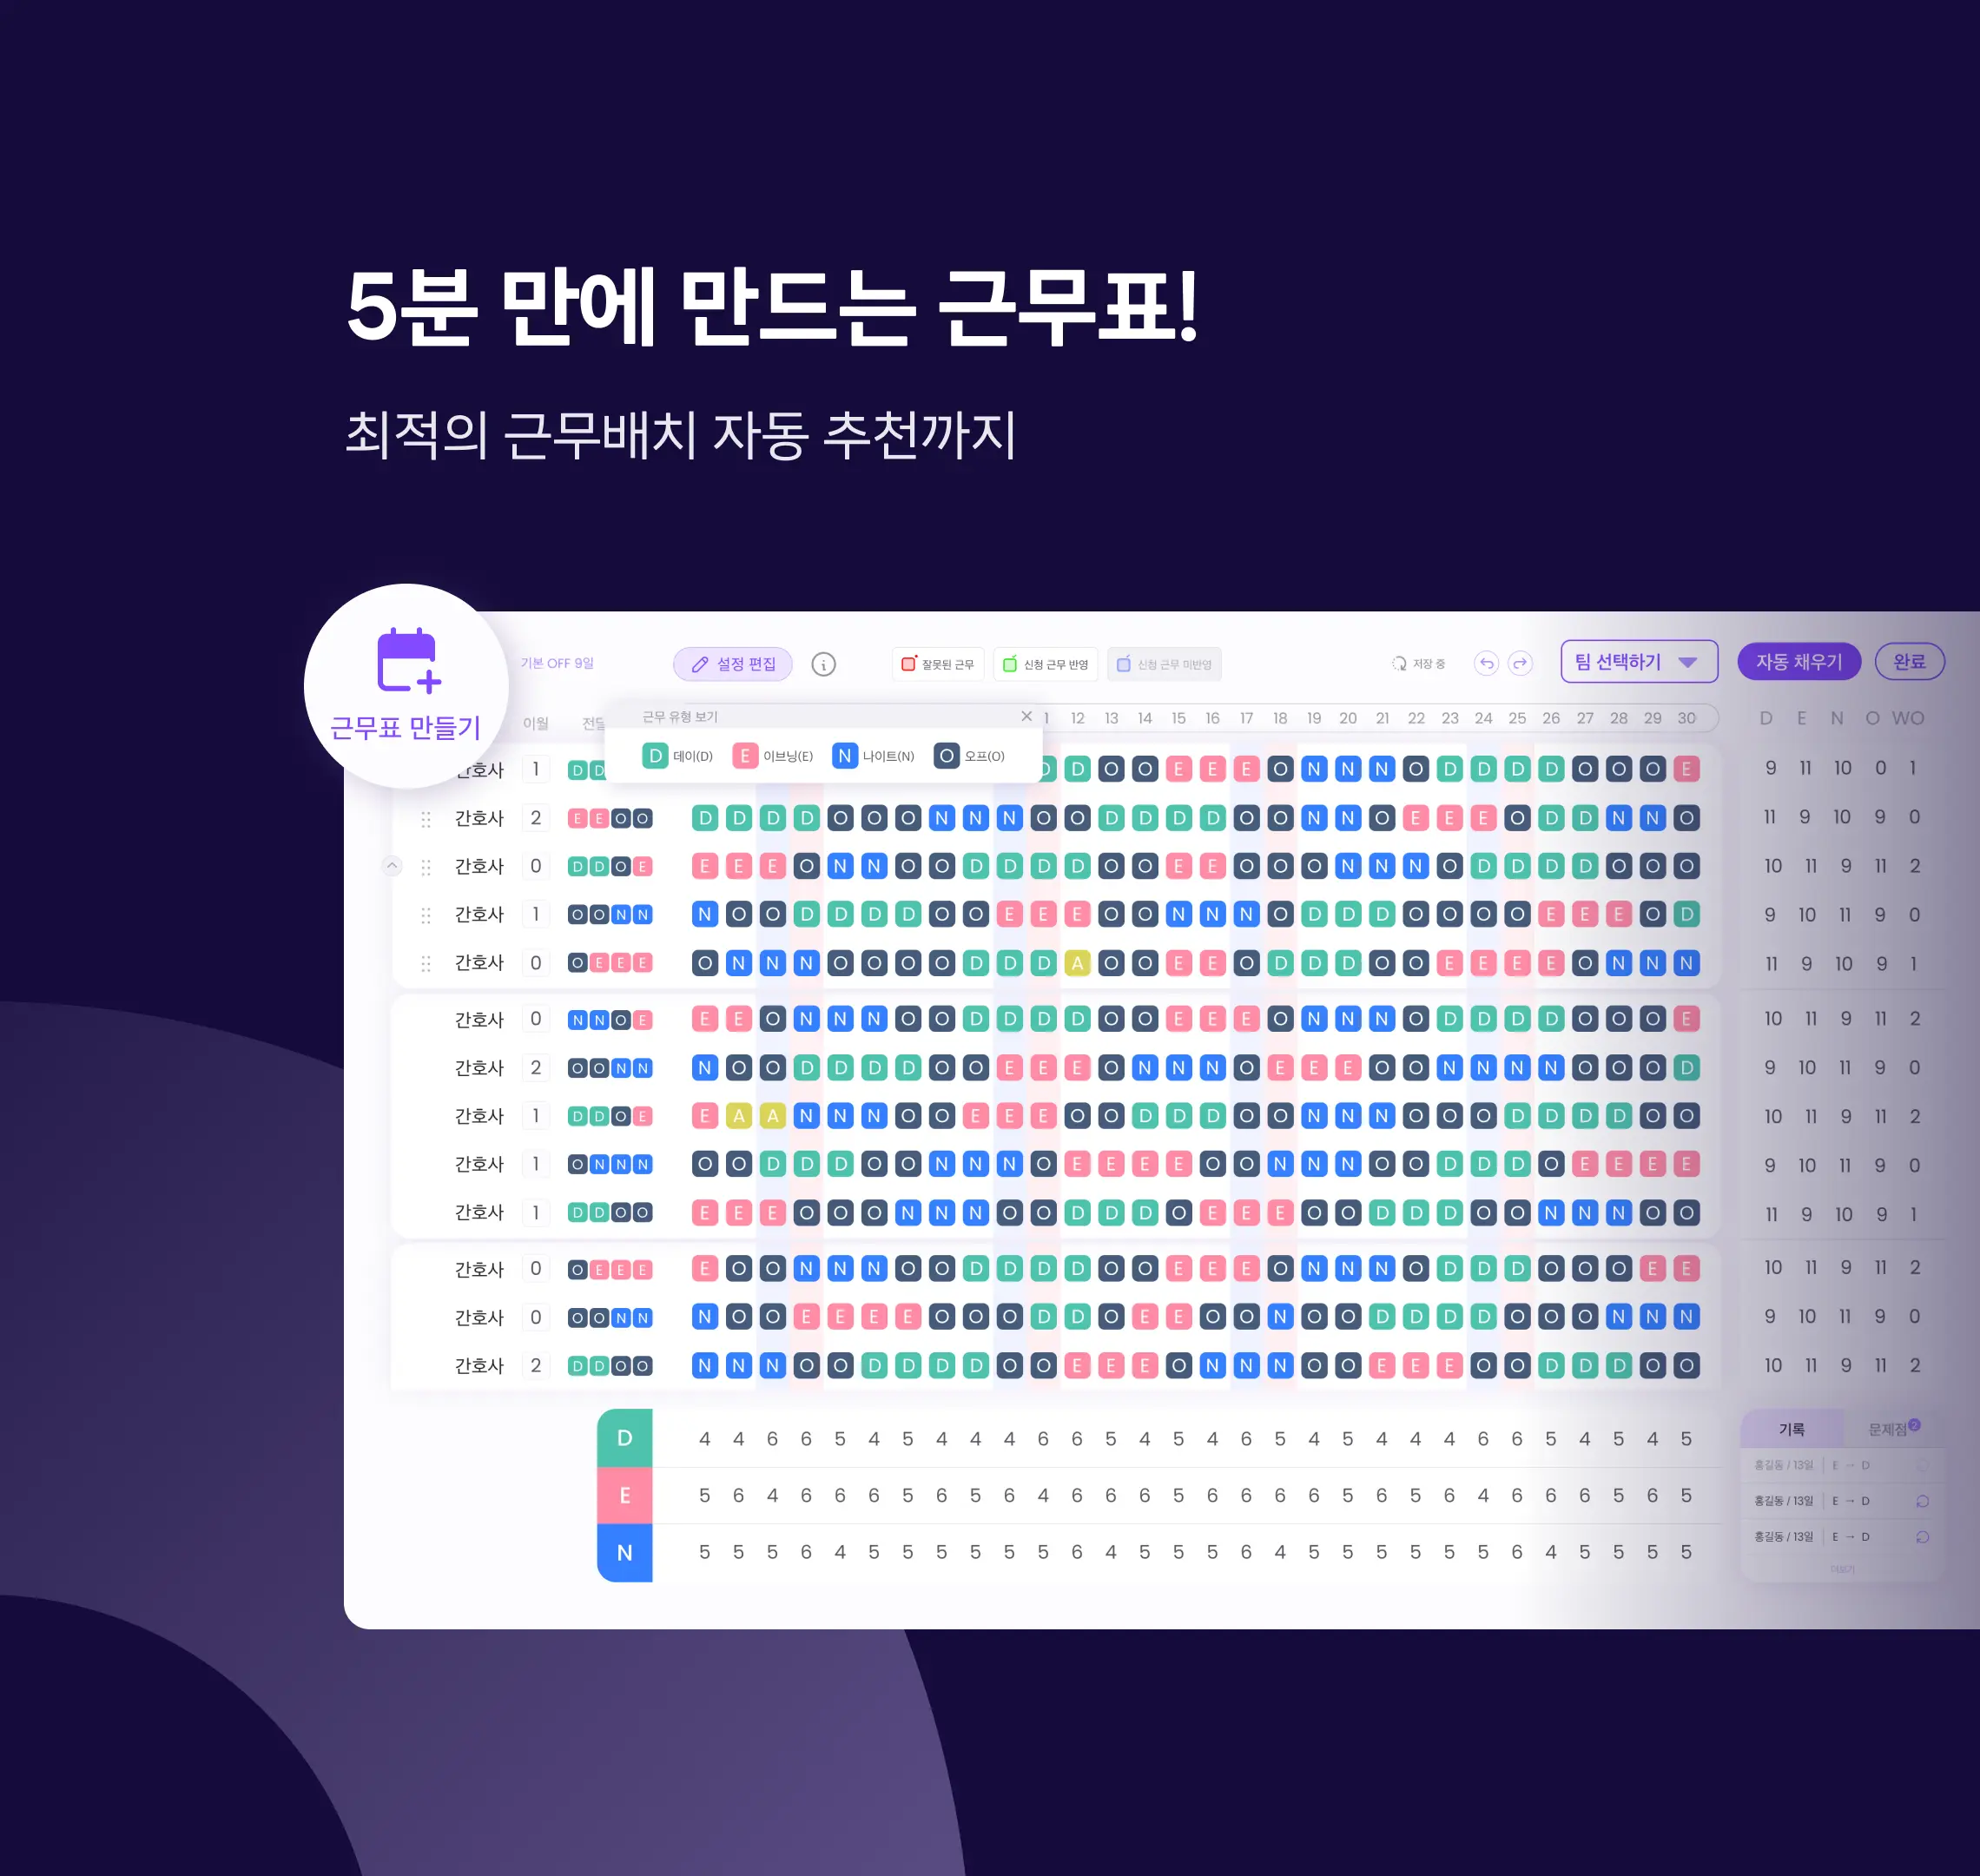 5분 만에 만드는 근무표!
최적의 근무배치 자동 추천까지
근무표 만들기
기본 OFF 9일 설정 편집 잘못된 근무 신청 근무 반영 신청 근무 미반영 저장 중 팀 선택하기 자동 채우기 완료
이월 전달 1 12 13 14 15 16 17 18 19 20 21 22 23 24 25 26 27 28 29 30 D E N O WO
근무 유형 보기
D 데이(D) E 이브닝(E) N 나이트(N) O 오프(O)
간호사 1 D D D D O O E E E O N N N O D D D D O O O E 9 11 10 0 1
간호사 2 E E O O D D D D O O O N N N O O D D D D O O N N O E E E O D D N N O 11 9 10 9 0
간호사 0 D D O E E E E O N N O O D D D D O O E E O O O N N N O D D D D O O O 10 11 9 11 2
간호사 1 O O N N N O O D D D D O O E E E O O N N N O D D D O O O O E E E O D 9 10 11 9 0
간호사 0 O E E E O N N N O O O O D D D A O O E E O D D D O O E E E E O N N N 11 9 10 9 1
간호사 0 N N O E E E O N N N O O D D D D O O E E E O N N N O D D D D O O O E 10 11 9 11 2
간호사 2 O O N N N O O D D D D O O E E E O N N N O E E E O O N N N N O O O D 9 10 11 9 0
간호사 1 D D O E E A A N N N O O E E E O O D D D O O N N N O O O D D D D O O 10 11 9 11 2
간호사 1 O N N N O O D D D O O N N N O E E E E O O N N N O O D D D O E E E E 9 10 11 9 0
간호사 1 D D O O E E E O O O N N N O O D D D O E E E O O D D D O O N N N O O 11 9 10 9 1
간호사 0 O E E E E O O N N N O O D D D D O O E E E O N N N O D D D O O O E E 10 11 9 11 2
간호사 0 O O N N N O O E E E E O O O D D O E E O O N O O D D D D O O O N N N 9 10 11 9 0
간호사 2 D D O O N N N O O D D D D O O E E E O N N N O O E E E O O D D D O O 10 11 9 11 2
D 4 4 6 6 5 4 5 4 4 4 6 6 5 4 5 4 6 5 4 5 4 4 4 6 6 5 4 5 4 5
E 5 6 4 6 6 6 5 6 5 6 4 6 6 6 5 6 6 6 6 5 6 5 6 4 6 6 6 5 6 5
N 5 5 5 6 4 5 5 5 5 5 5 6 4 5 5 5 6 4 5 5 5 5 5 5 6 4 5 5 5 5
기록 문제점 2
홍길동 / 13일 E → D
홍길동 / 13일 E → D
홍길동 / 13일 E → D
더보기